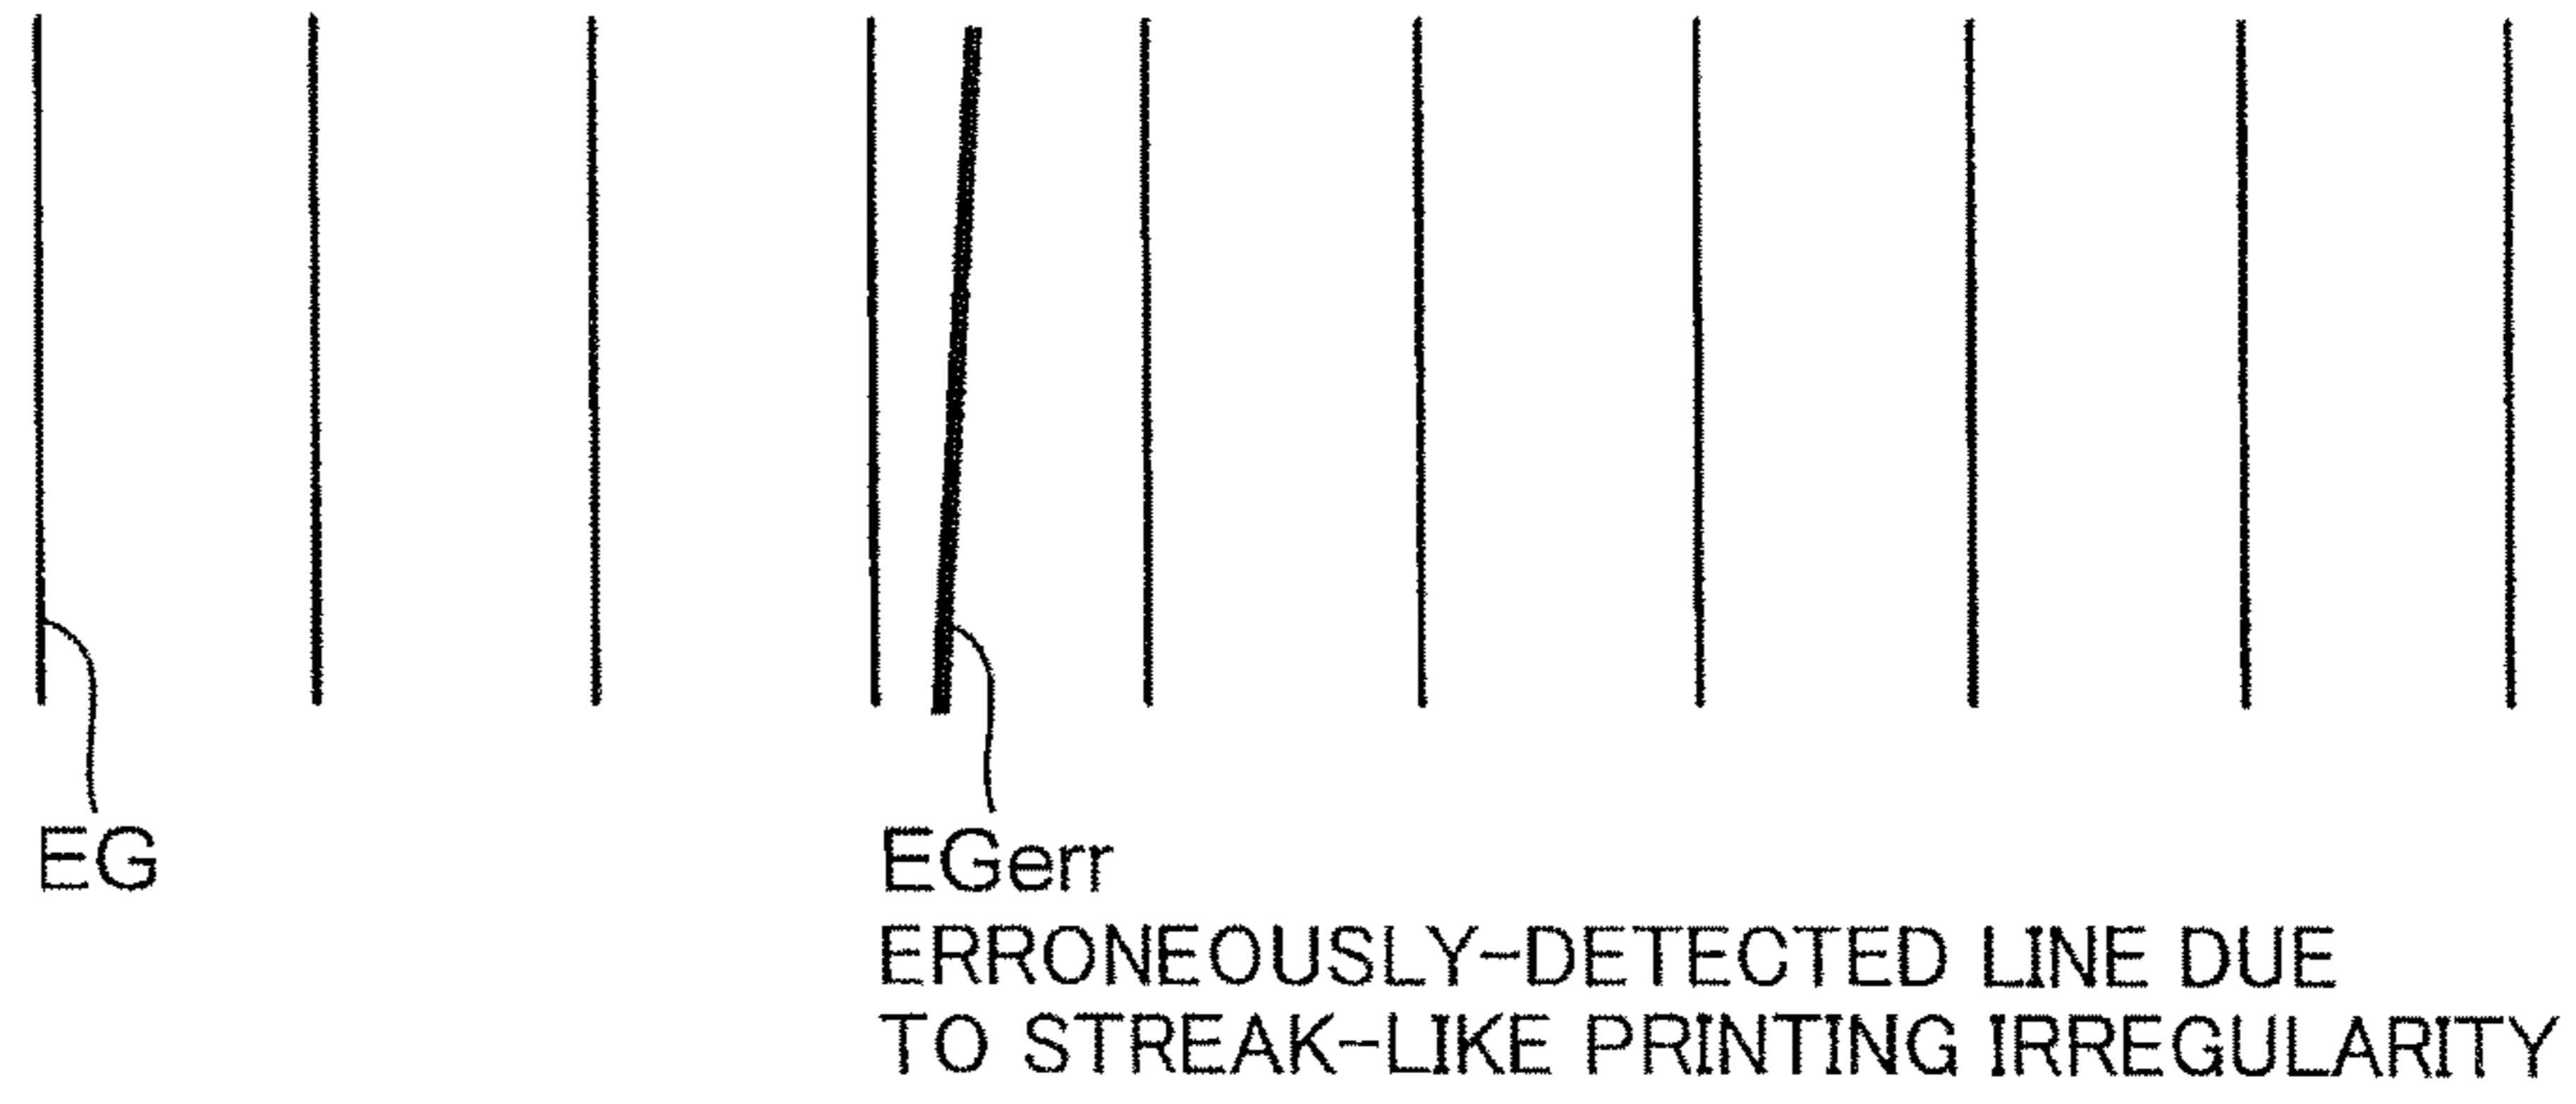 EG
EGerr
ERRONEOUSLY-DETECTED LINE DUE
TO STREAK-LIKE PRINTING IRREGULARITY